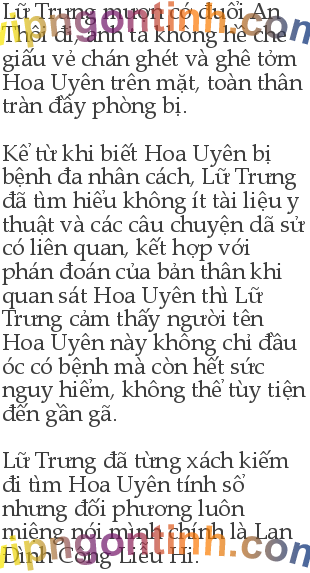 Lữ Trưng mượn cớ đuổi An
Thôi đi, anh ta không hề che
giấu vẻ chán ghét và ghê tởm
Hoa Uyên trên mặt, toàn thân
tràn đầy phòng bị.
Kể từ khi biết Hoa Uyên bị
bệnh đa nhân cách, Lữ Trưng
đã tìm hiểu không ít tài liệu y
thuật và các câu chuyện dã sử
có liên quan, kết hợp với
phán đoán của bản thân khi
quan sát Hoa Uyên thì Lữ
Trưng cảm thấy người tên
Hoa Uyên này không chỉ đầu
óc có bệnh mà còn hết sức
nguy hiểm, không thể tùy tiện
đến gần gã.
Lữ Trưng đã từng xách kiếm
đi tìm Hoa Uyên tính sổ
nhưng đối phương luôn
miệng nói mình chính là Lan
Đình Công Liễu Hi.
vipngontinh.com
vipngontinh.com